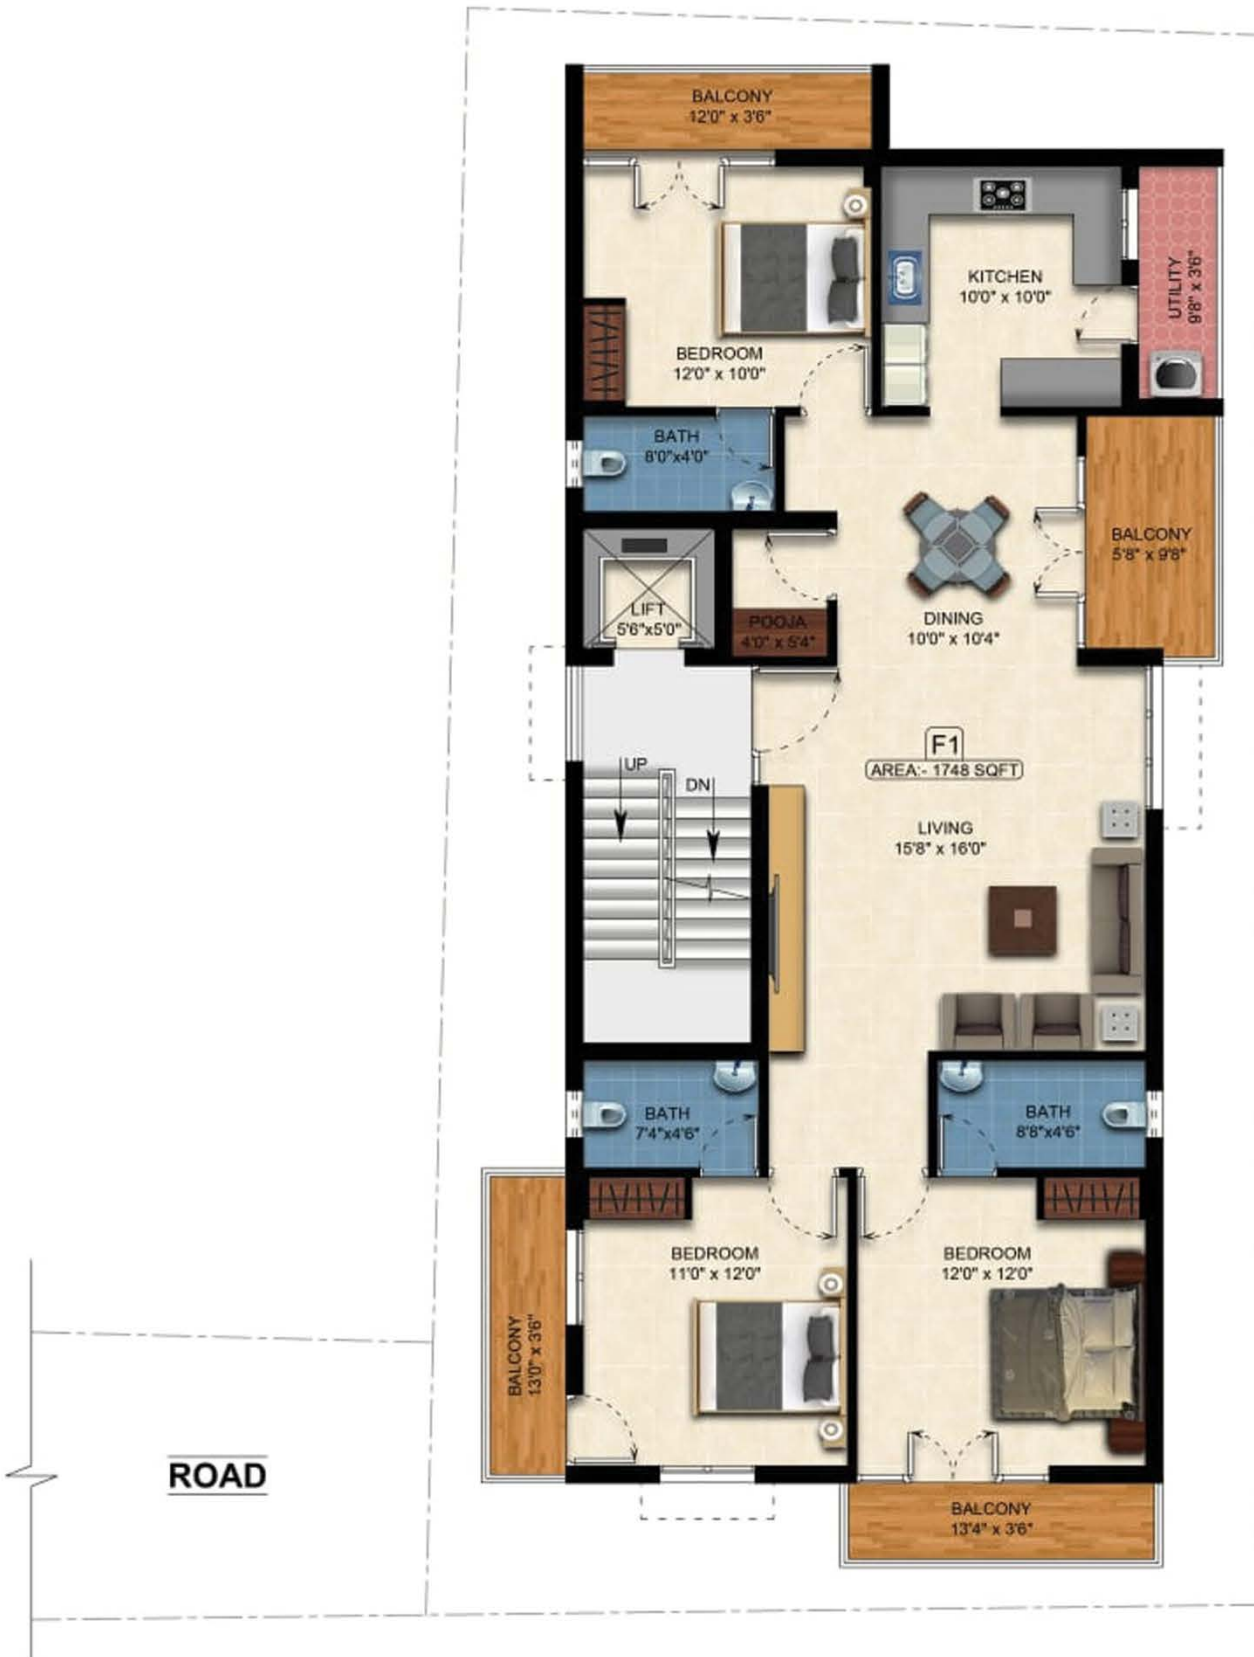 BALCONY
12'0" x 3'6"
KITCHEN
10'0" x 10'0"
UTILITY
9'8" x 3'6"
BEDROOM
12'0" x 10'0"
BATH
8'0"x4'0"
BALCONY
5'8" x 9'8"
LIFT
5'6"x5'0"
POOJA
4'0" x 5'4"
DINING
10'0" x 10'4"
F1
AREA:- 1748 SQFT
UP
DN
LIVING
15'8" x 16'0"
BATH
7'4"x4'6"
BATH
8'8"x4'6"
BEDROOM
11'0" x 12'0"
BEDROOM
12'0" x 12'0"
BALCONY
13'0" x 3'6"
ROAD
BALCONY
13'4" x 3'6"